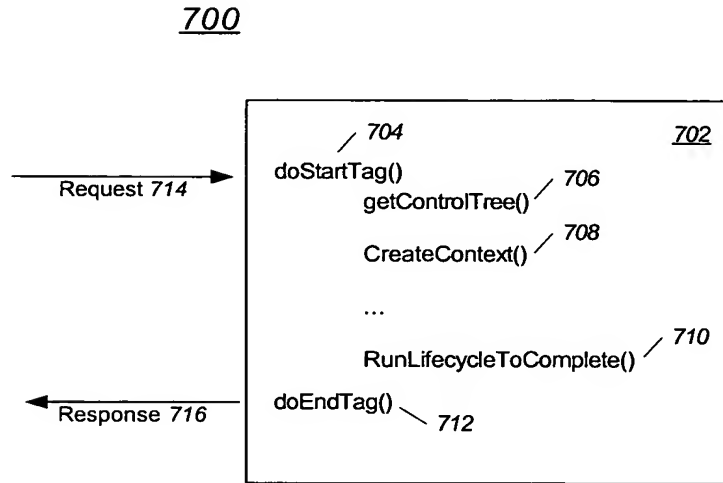 700
704
702
Request 714
doStartTag()
706
getControlTree()
708
CreateContext()
...
710
RunLifecycleToComplete()
Response 716
doEndTag()
712